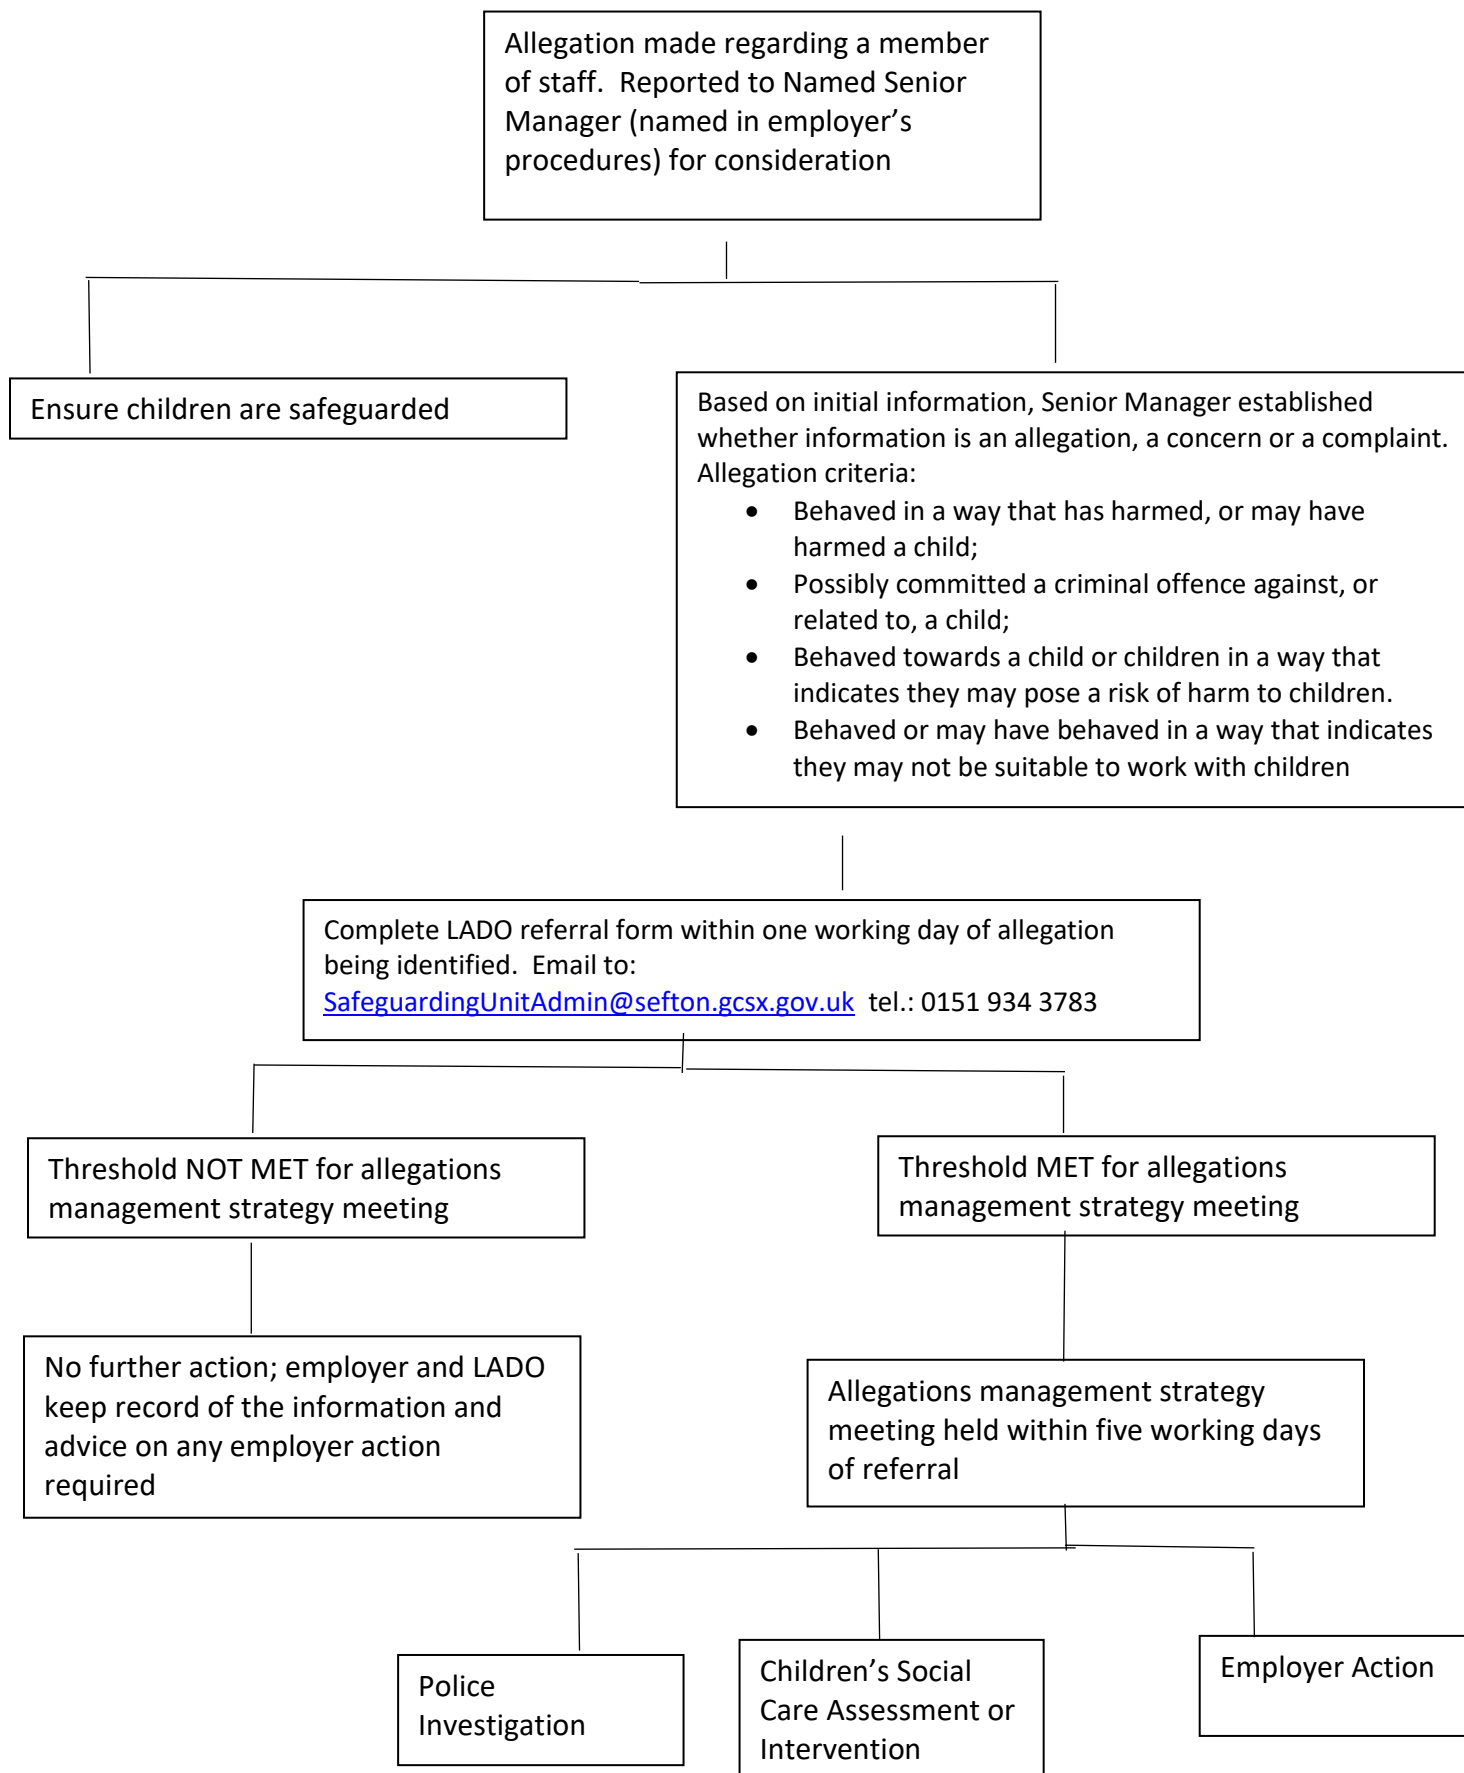 Allegation made regarding a member
of staff.  Reported to Named Senior
Manager (named in employer’s
procedures) for consideration
Ensure children are safeguarded
Based on initial information, Senior Manager established
whether information is an allegation, a concern or a complaint.
Allegation criteria:
• Behaved in a way that has harmed, or may have
harmed a child;
• Possibly committed a criminal offence against, or
related to, a child;
• Behaved towards a child or children in a way that
indicates they may pose a risk of harm to children.
• Behaved or may have behaved in a way that indicates
they may not be suitable to work with children
Complete LADO referral form within one working day of allegation
being identified.  Email to:
SafeguardingUnitAdmin@sefton.gcsx.gov.uk  tel.: 0151 934 3783
Threshold NOT MET for allegations
management strategy meeting
Threshold MET for allegations
management strategy meeting
No further action; employer and LADO
keep record of the information and
advice on any employer action
required
Allegations management strategy
meeting held within five working days
of referral
Police
Investigation
Children’s Social
Care Assessment or
Intervention
Employer Action